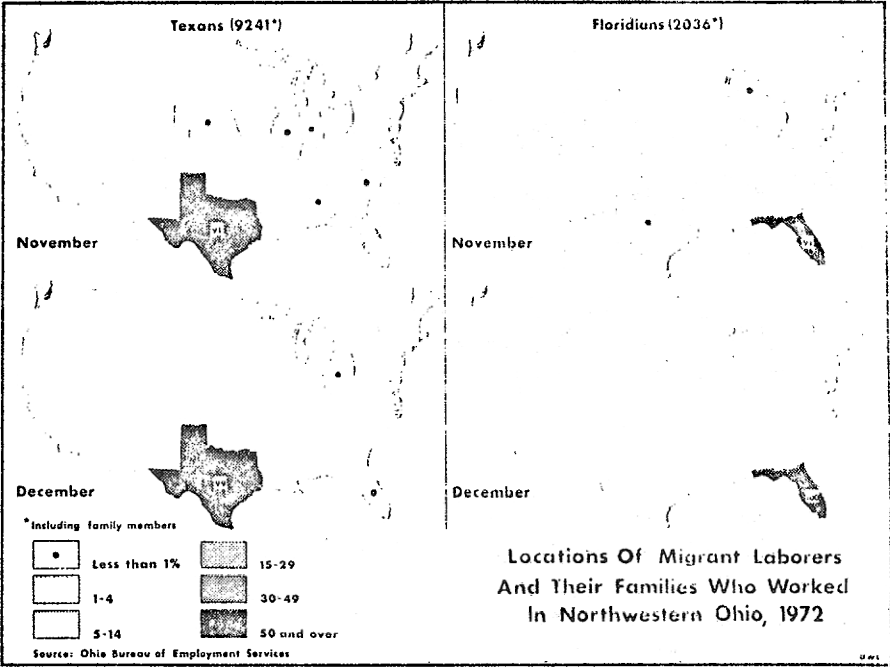 Texans (9241*)
Floridians (2036*)
November
November
December
December
*Including family members
Less than 1%
1-4
5-14
15-29
30-49
50 and over
Locations Of Migrant Laborers
And Their Families Who Worked
In Northwestern Ohio, 1972
Source: Ohio Bureau of Employment Services